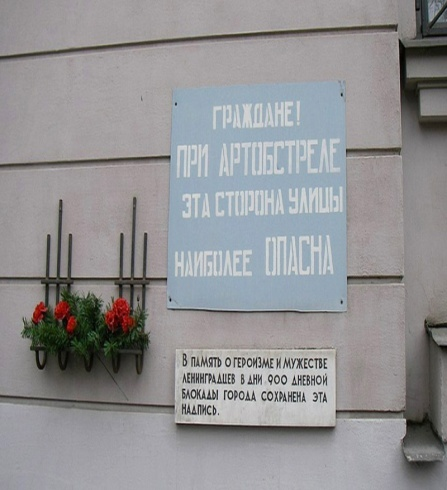 ГРАЖДАНЕ!
ПРИ АРТОБСТРЕЛЕ
ЭТА СТОРОНА УЛИЦЫ
НАИБОЛЕЕ ОПАСНА
В ПАМЯТЬ О ГЕРОИЗМЕ И МУЖЕСТВЕ
ЛЕНИНГРАДЦЕВ В ДНИ 900 ДНЕВНОЙ
БЛОКАДЫ ГОРОДА СОХРАНЕНА ЭТА
НАДПИСЬ.